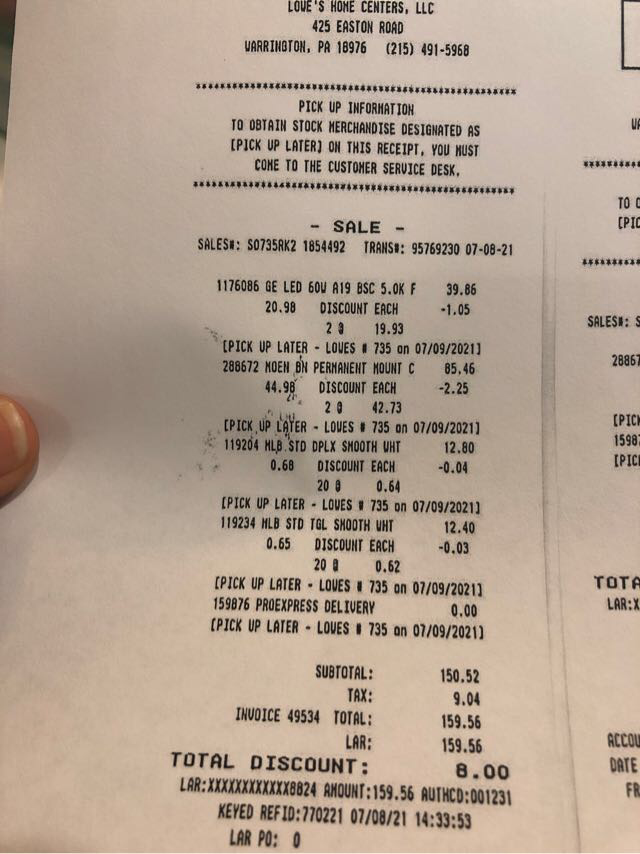 LOWE'S HOME CENTERS, LLC
425 EASTON ROAD
WARRINGTON, PA 18976 (215) 491-5968
****************************************************
PICK UP INFORMATION
TO OBTAIN STOCK MERCHANDISE DESIGNATED AS
[PICK UP LATER] ON THIS RECEIPT, YOU MUST
COME TO THE CUSTOMER SERVICE DESK.
****************************************************
- SALE -
SALES#: S0735RK2 1854492 TRANS#: 95769230 07-08-21
1176086 GE LED 60W A19 BSC 5.0K F 39.86
20.98 DISCOUNT EACH -1.05
2 @ 19.93
[PICK UP LATER - LOWES # 735 on 07/09/2021]
288672 MOEN BN PERMANENT MOUNT C 85.46
44.98 DISCOUNT EACH -2.25
2 @ 42.73
[PICK UP LATER - LOWES # 735 on 07/09/2021]
119204 MLB STD DPLX SMOOTH WHT 12.80
0.68 DISCOUNT EACH -0.04
20 @ 0.64
[PICK UP LATER - LOWES # 735 on 07/09/2021]
119234 MLB STD TGL SMOOTH WHT 12.40
0.65 DISCOUNT EACH -0.03
20 @ 0.62
[PICK UP LATER - LOWES # 735 on 07/09/2021]
159876 PROEXPRESS DELIVERY 0.00
[PICK UP LATER - LOWES # 735 on 07/09/2021]
SUBTOTAL: 150.52
TAX: 9.04
INVOICE 49534 TOTAL: 159.56
LAR: 159.56
TOTAL DISCOUNT: 8.00
LAR:XXXXXXXXXXXX8824 AMOUNT:159.56 AUTHCD:001231
KEYED REFID:770221 07/08/21 14:33:53
LAR PO: 0
WA
TO O
[PIC
SALES#: S
28867
[PICK
1598
[PIC
TOTA
LAR:X
ACCOU
DATE
FR